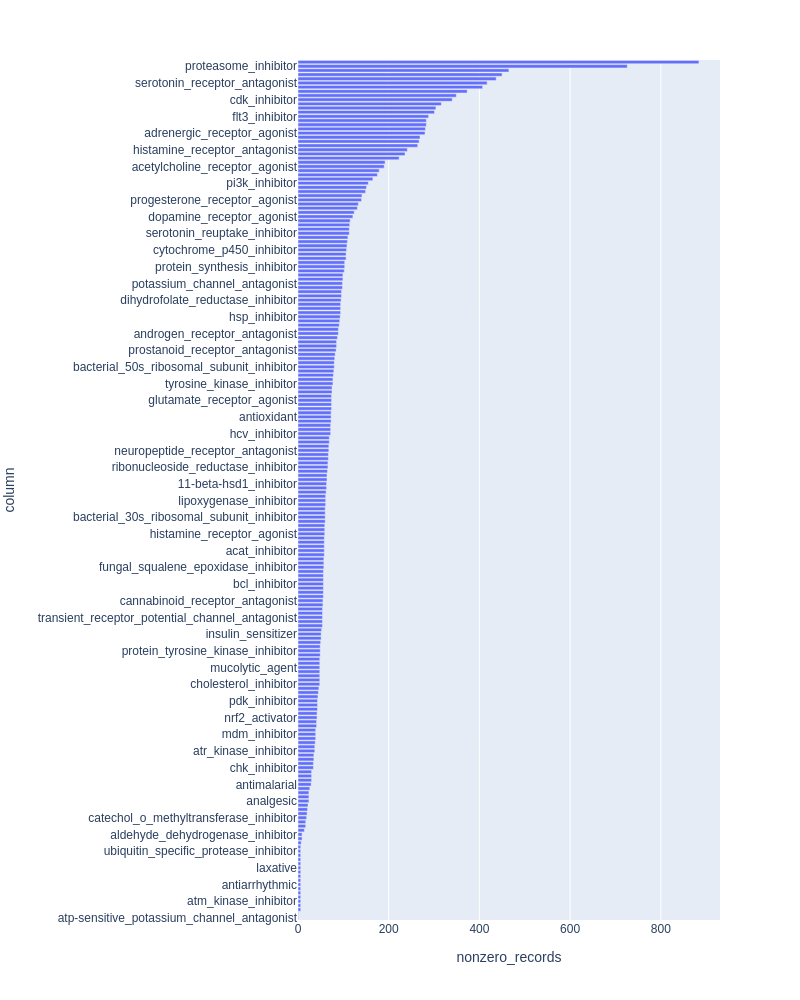 proteasome_inhibitor
serotonin_receptor_antagonist
cdk_inhibitor
flt3_inhibitor
adrenergic_receptor_agonist
histamine_receptor_antagonist
acetylcholine_receptor_agonist
pi3k_inhibitor
progesterone_receptor_agonist
dopamine_receptor_agonist
serotonin_reuptake_inhibitor
cytochrome_p450_inhibitor
protein_synthesis_inhibitor
potassium_channel_antagonist
dihydrofolate_reductase_inhibitor
hsp_inhibitor
androgen_receptor_antagonist
prostanoid_receptor_antagonist
bacterial_50s_ribosomal_subunit_inhibitor
tyrosine_kinase_inhibitor
glutamate_receptor_agonist
antioxidant
hcv_inhibitor
neuropeptide_receptor_antagonist
ribonucleoside_reductase_inhibitor
11-beta-hsd1_inhibitor
lipoxygenase_inhibitor
bacterial_30s_ribosomal_subunit_inhibitor
histamine_receptor_agonist
acat_inhibitor
fungal_squalene_epoxidase_inhibitor
bcl_inhibitor
cannabinoid_receptor_antagonist
transient_receptor_potential_channel_antagonist
insulin_sensitizer
protein_tyrosine_kinase_inhibitor
mucolytic_agent
cholesterol_inhibitor
pdk_inhibitor
nrf2_activator
mdm_inhibitor
atr_kinase_inhibitor
chk_inhibitor
antimalarial
analgesic
catechol_o_methyltransferase_inhibitor
aldehyde_dehydrogenase_inhibitor
ubiquitin_specific_protease_inhibitor
laxative
antiarrhythmic
atm_kinase_inhibitor
atp-sensitive_potassium_channel_antagonist
column
0 200 400 600 800
nonzero_records